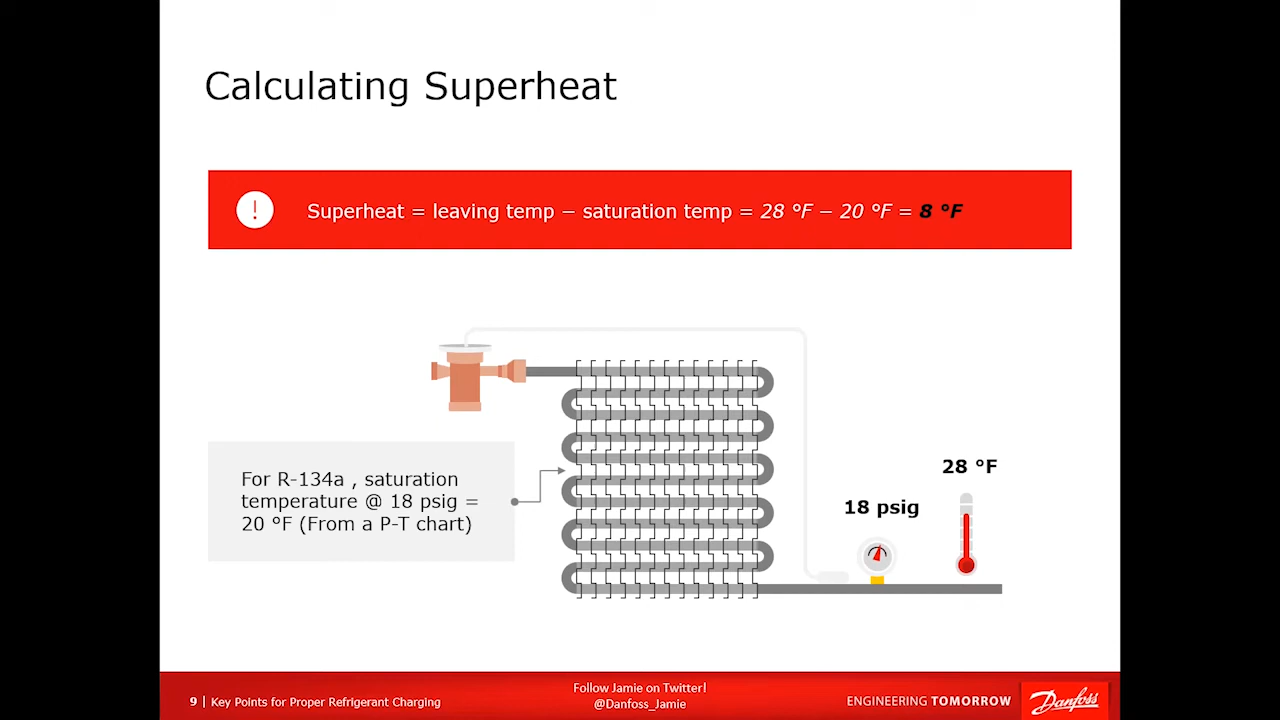 Calculating Superheat
!
Superheat = leaving temp − saturation temp = 28 °F − 20 °F = 8 °F
28 °F
For R-134a , saturation
temperature @ 18 psig =
20 °F (From a P-T chart)
18 psig
9 | Key Points for Proper Refrigerant Charging
Follow Jamie on Twitter!
@Danfoss_Jamie
ENGINEERING TOMORROW
Danfoss